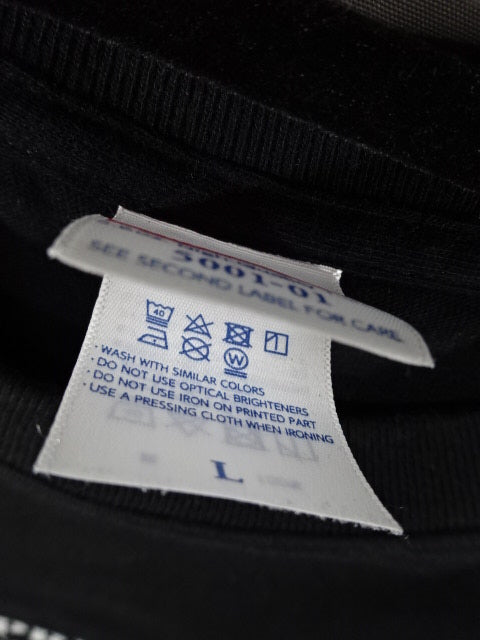 5001-01
SEE SECOND LABEL FOR CARE
40
W
· WASH WITH SIMILAR COLORS
· DO NOT USE OPTICAL BRIGHTENERS
· DO NOT USE IRON ON PRINTED PART
· USE A PRESSING CLOTH WHEN IRONING
L